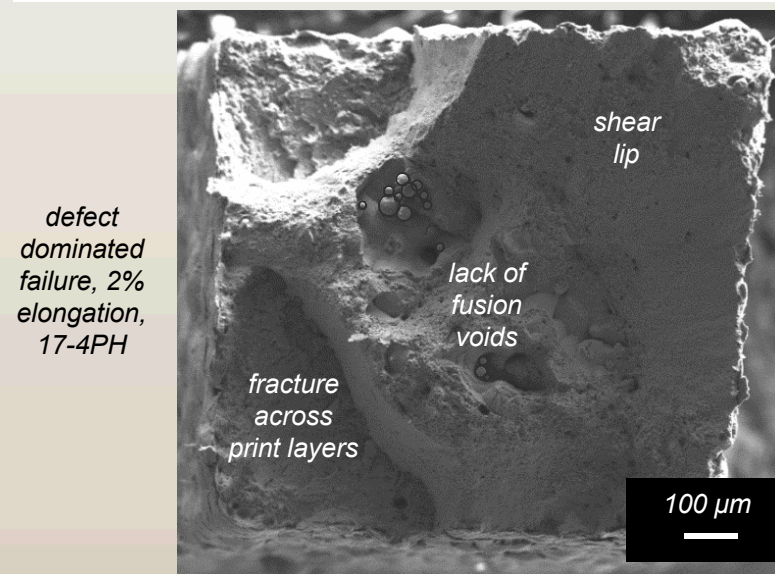 defect
dominated
failure, 2%
elongation,
17-4PH
shear
lip
lack of
fusion
voids
fracture
across
print layers
100 µm